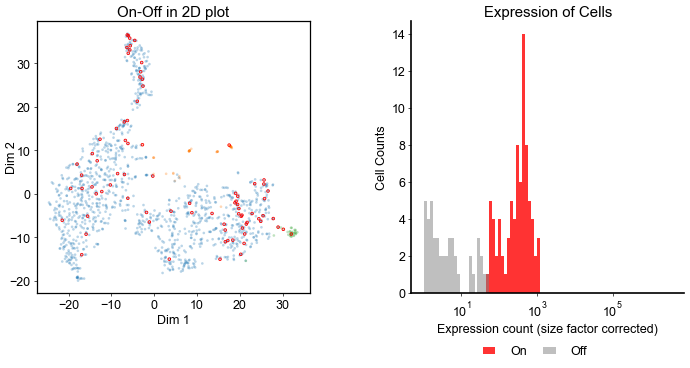 On-Off in 2D plot
30
20
10
0
−10
−20
Dim 2
−20 −10 0 10 20 30
Dim 1
Expression of Cells
14
12
10
8
6
4
2
0
Cell Counts
10^1 10^3 10^5
Expression count (size factor corrected)
On Off